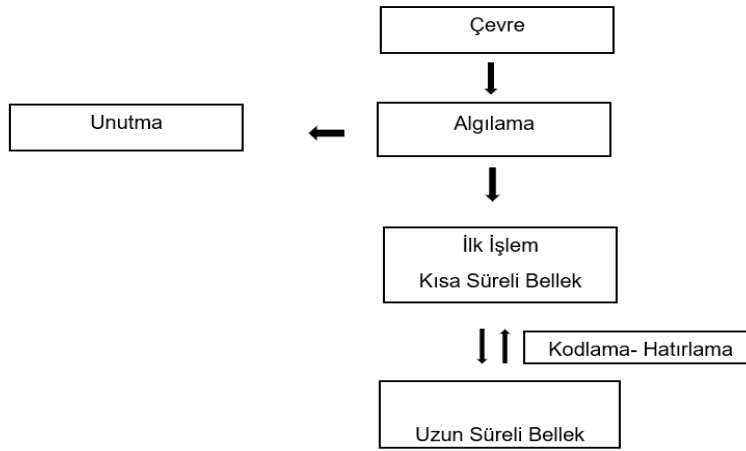 Çevre
Unutma
Algılama
İlk İşlem
Kısa Süreli Bellek
Kodlama- Hatırlama
Uzun Süreli Bellek